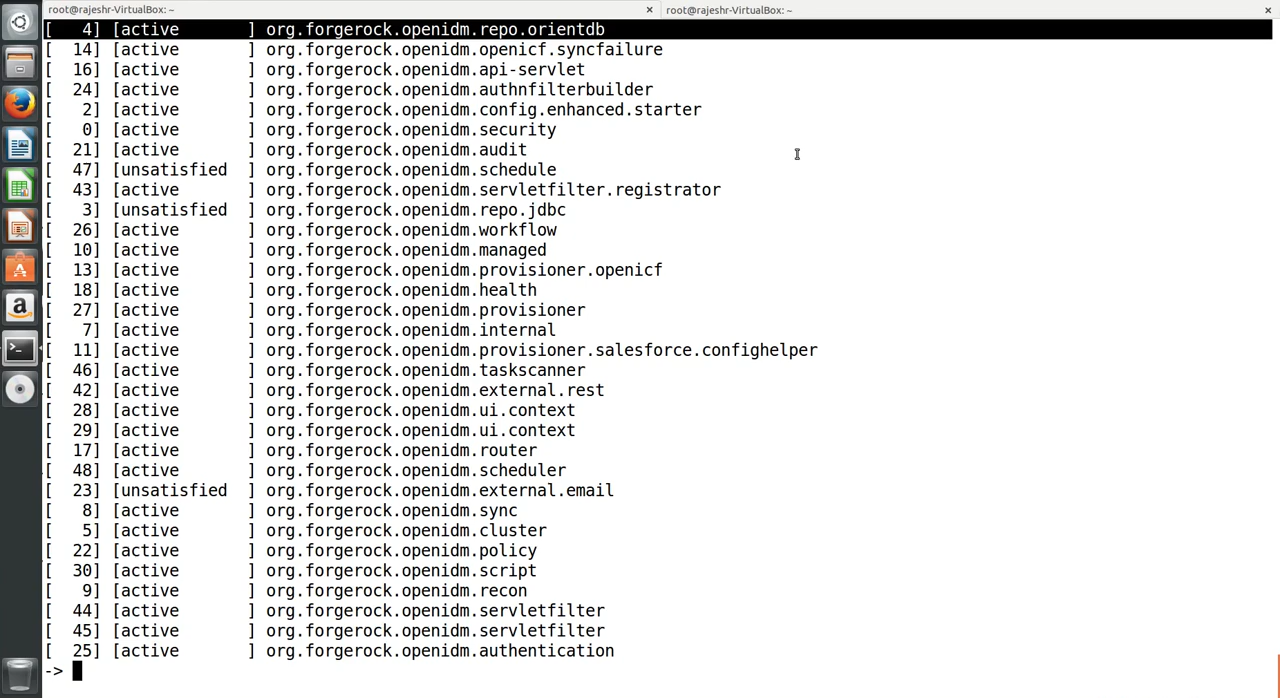 root@rajeshr-VirtualBox: ~ × root@rajeshr-VirtualBox: ~ ×
[   4] [active       ] org.forgerock.openidm.repo.orientdb
[  14] [active       ] org.forgerock.openidm.openicf.syncfailure
[  16] [active       ] org.forgerock.openidm.api-servlet
[  24] [active       ] org.forgerock.openidm.authnfilterbuilder
[   2] [active       ] org.forgerock.openidm.config.enhanced.starter
[   0] [active       ] org.forgerock.openidm.security
[  21] [active       ] org.forgerock.openidm.audit
[  47] [unsatisfied  ] org.forgerock.openidm.schedule
[  43] [active       ] org.forgerock.openidm.servletfilter.registrator
[   3] [unsatisfied  ] org.forgerock.openidm.repo.jdbc
[  26] [active       ] org.forgerock.openidm.workflow
[  10] [active       ] org.forgerock.openidm.managed
[  13] [active       ] org.forgerock.openidm.provisioner.openicf
[  18] [active       ] org.forgerock.openidm.health
[  27] [active       ] org.forgerock.openidm.provisioner
[   7] [active       ] org.forgerock.openidm.internal
[  11] [active       ] org.forgerock.openidm.provisioner.salesforce.confighelper
[  46] [active       ] org.forgerock.openidm.taskscanner
[  42] [active       ] org.forgerock.openidm.external.rest
[  28] [active       ] org.forgerock.openidm.ui.context
[  29] [active       ] org.forgerock.openidm.ui.context
[  17] [active       ] org.forgerock.openidm.router
[  48] [active       ] org.forgerock.openidm.scheduler
[  23] [unsatisfied  ] org.forgerock.openidm.external.email
[   8] [active       ] org.forgerock.openidm.sync
[   5] [active       ] org.forgerock.openidm.cluster
[  22] [active       ] org.forgerock.openidm.policy
[  30] [active       ] org.forgerock.openidm.script
[   9] [active       ] org.forgerock.openidm.recon
[  44] [active       ] org.forgerock.openidm.servletfilter
[  45] [active       ] org.forgerock.openidm.servletfilter
[  25] [active       ] org.forgerock.openidm.authentication
->